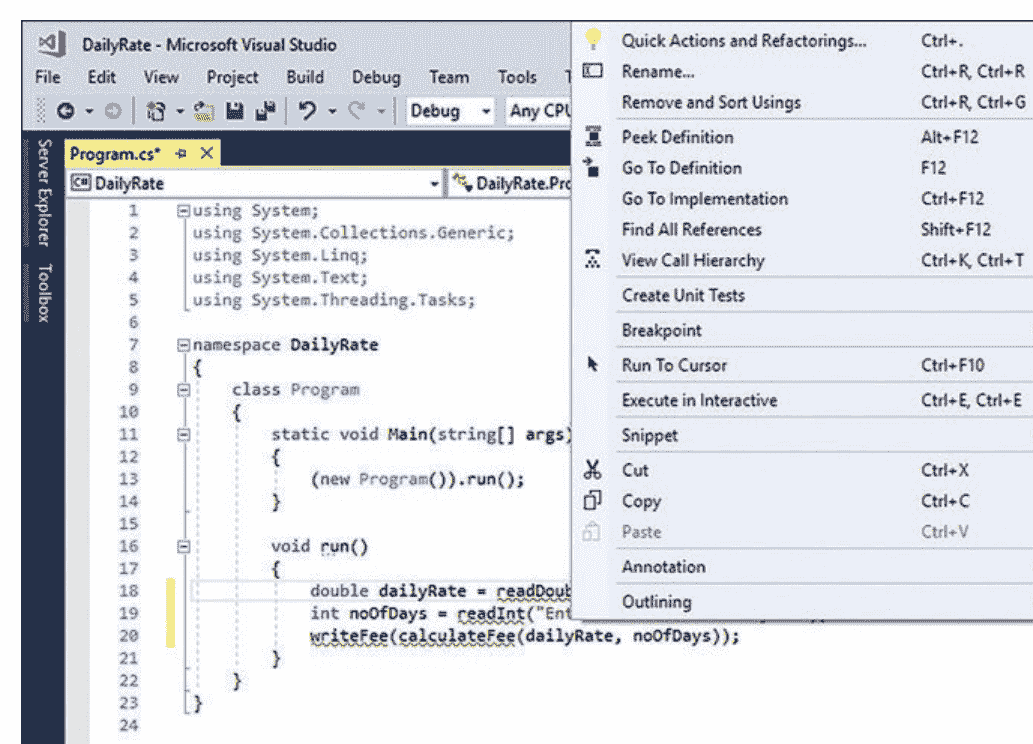 DailyRate - Microsoft Visual Studio
File Edit View Project Build Debug Team Tools
Debug Any CPU
Server Explorer
Toolbox
Program.cs*
C# DailyRate DailyRate.Pro
1 using System;
2 using System.Collections.Generic;
3 using System.Linq;
4 using System.Text;
5 using System.Threading.Tasks;
6
7 namespace DailyRate
8 {
9 class Program
10 {
11 static void Main(string[] args)
12 {
13 (new Program()).run();
14 }
15
16 void run()
17 {
18 double dailyRate = readDoub
19 int noOfDays = readInt("Ent
20 writeFee(calculateFee(dailyRate, noOfDays));
21 }
22 }
23 }
24
Quick Actions and Refactorings... Ctrl+.
Rename... Ctrl+R, Ctrl+R
Remove and Sort Usings Ctrl+R, Ctrl+G
Peek Definition Alt+F12
Go To Definition F12
Go To Implementation Ctrl+F12
Find All References Shift+F12
View Call Hierarchy Ctrl+K, Ctrl+T
Create Unit Tests
Breakpoint
Run To Cursor Ctrl+F10
Execute in Interactive Ctrl+E, Ctrl+E
Snippet
Cut Ctrl+X
Copy Ctrl+C
Paste Ctrl+V
Annotation
Outlining